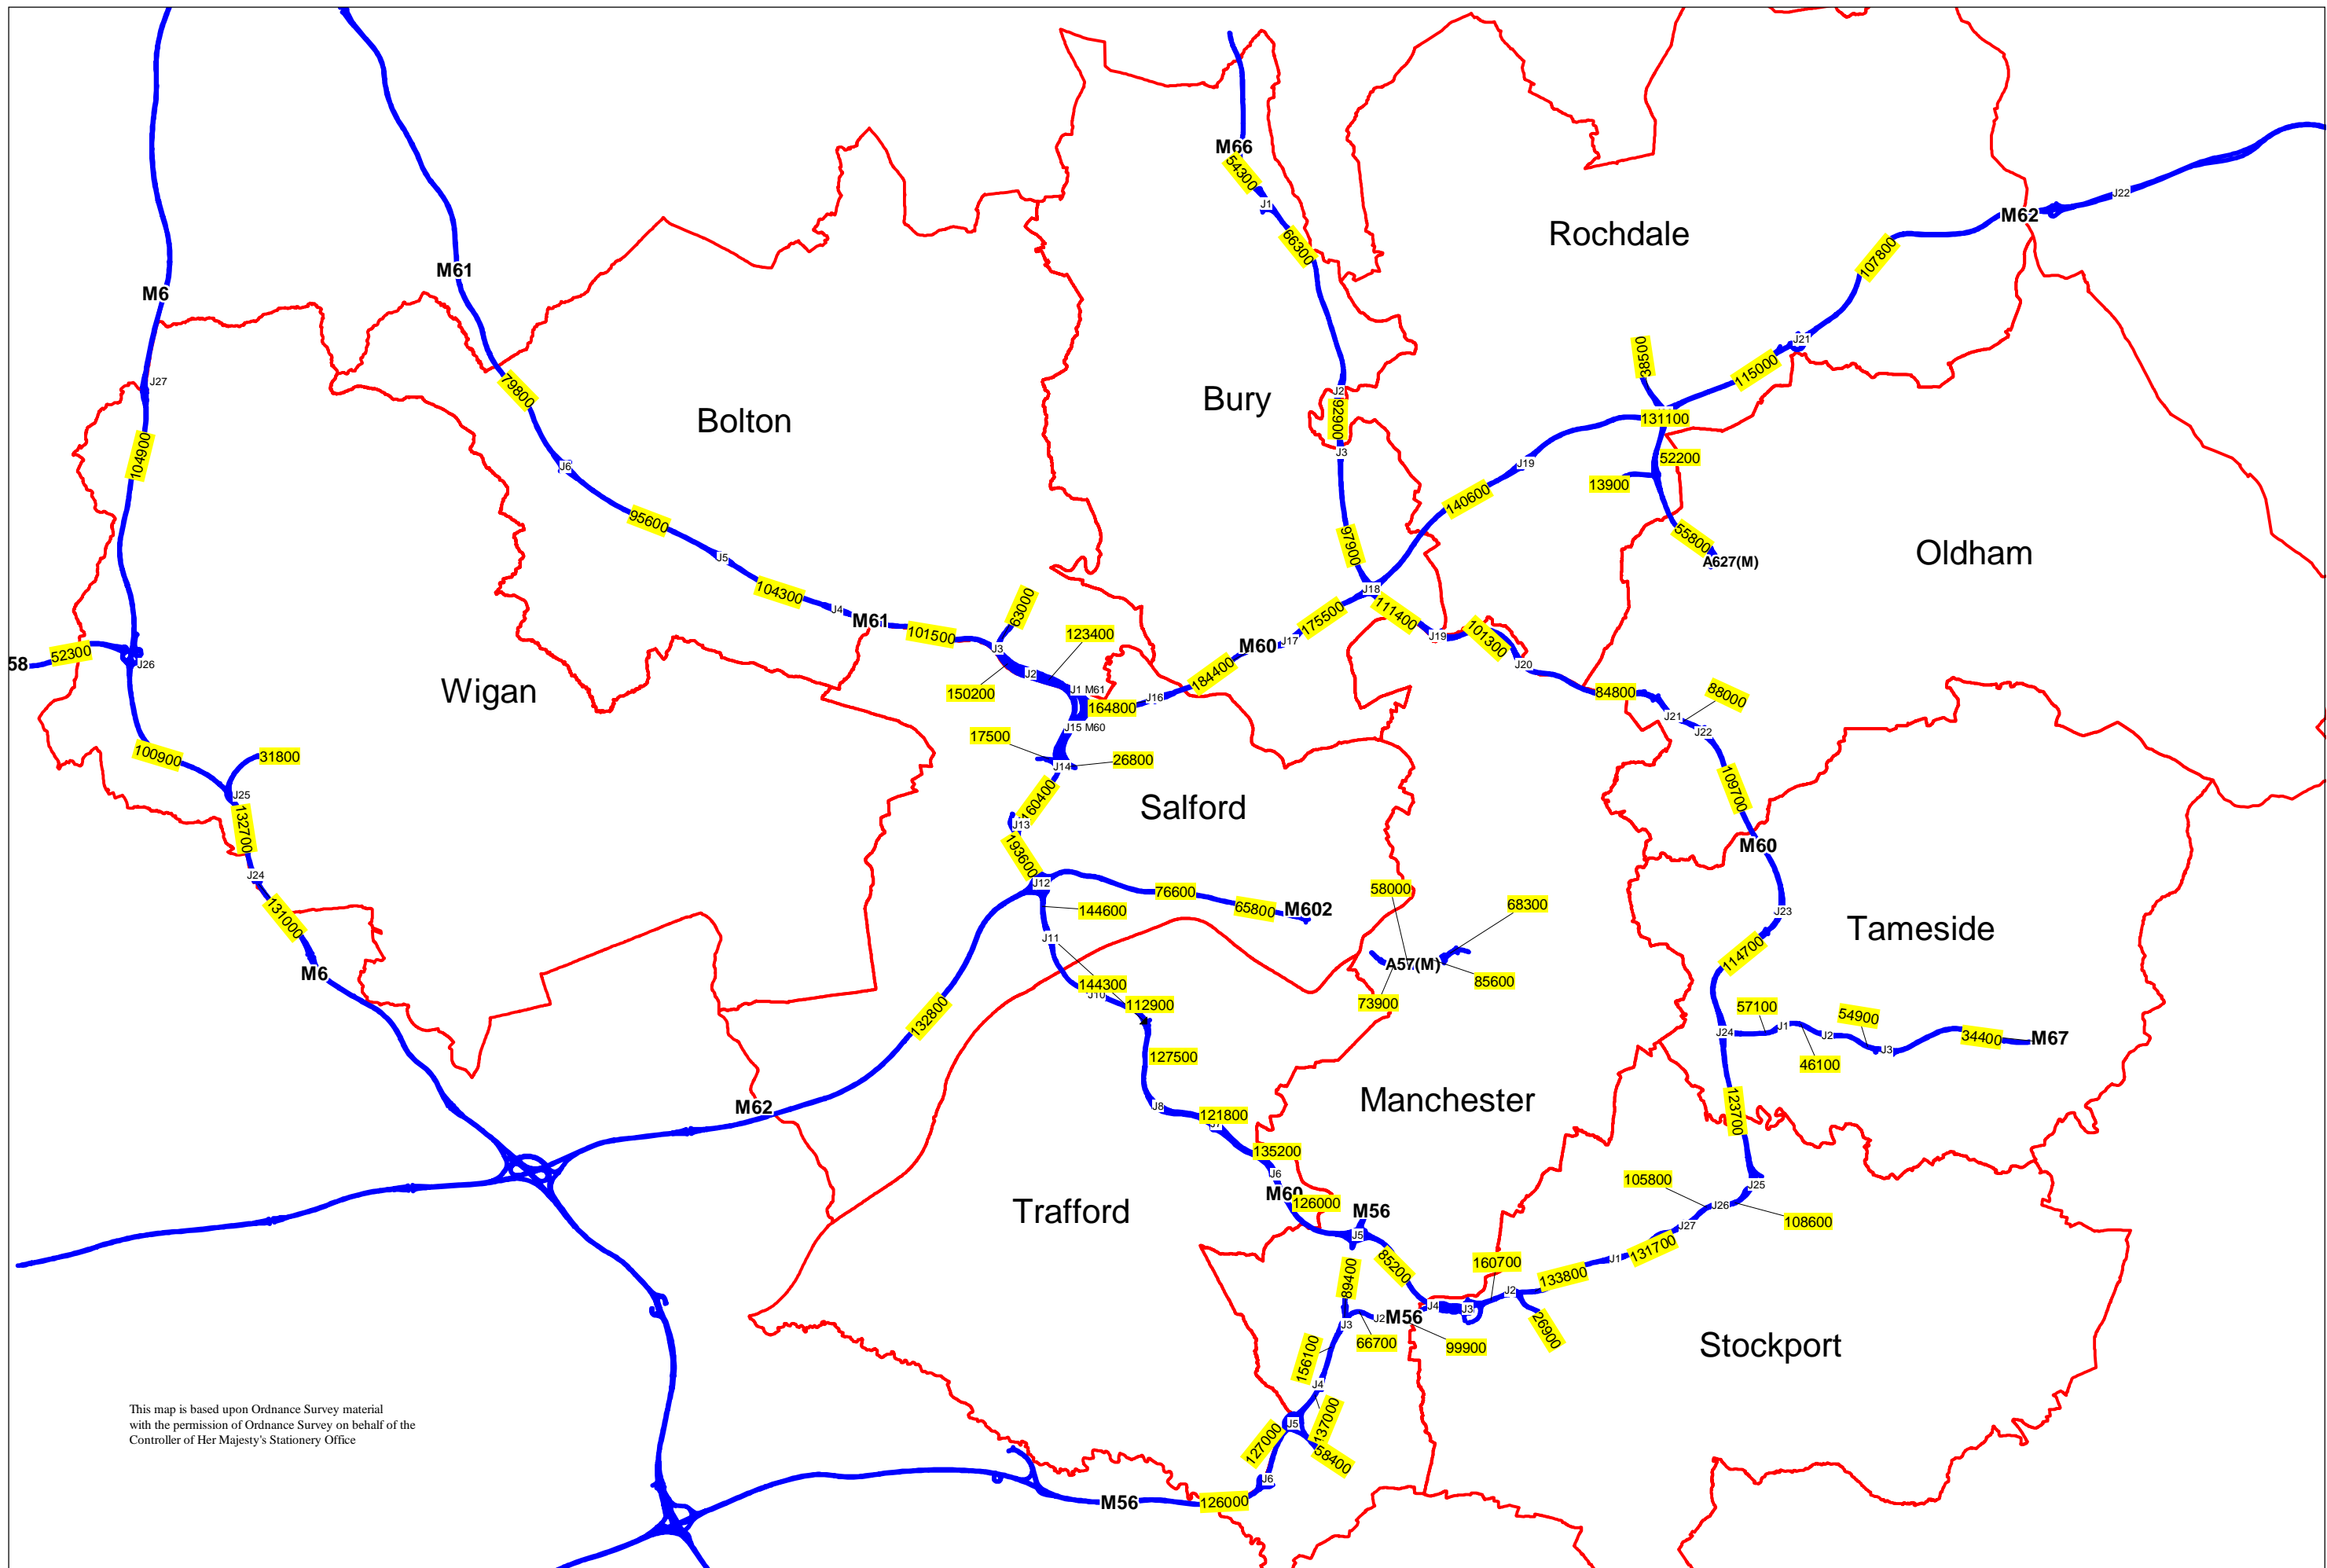 M66
54300
J1
66300
Rochdale
M62
J22
107800
M61
M6
J27
79800
J6
104900
Bolton
Bury
J2
92900
J3
38500
115000
J21
131100
52200
13900
55800
A627(M)
Oldham
J19
140600
97900
95600
J5
104300
J4
M61
101500
J3
63000
123400
150200
J2
J1 M61
164800
J15 M60
J16
184400
M60
J17
175500
J18
111400
J19
101300
J20
84800
J21
88000
J22
109700
M60
58
52300
J26
Wigan
100900
31800
J25
132700
J24
131000
M6
17500
26800
J14
160400
J13
193600
Salford
J12
76600
65800
M602
144600
J11
144300
J10
112900
127500
132800
M62
58000
68300
A57(M)
73900
85600
J23
Tameside
114700
J24
57100
J1
46100
J2
54900
J3
34400
M67
123700
Manchester
J8
121800
J7
135200
J6
M60
126000
M56
J5
Trafford
85200
89400
160700
105800
J25
J26
108600
J27
131700
J1
133800
J2
26900
J4
J3
Stockport
J3
J2
M56
66700
99900
156100
J4
137000
J5
58400
127000
J6
126000
M56
This map is based upon Ordnance Survey material
with the permission of Ordnance Survey on behalf of the
Controller of Her Majesty's Stationery Office